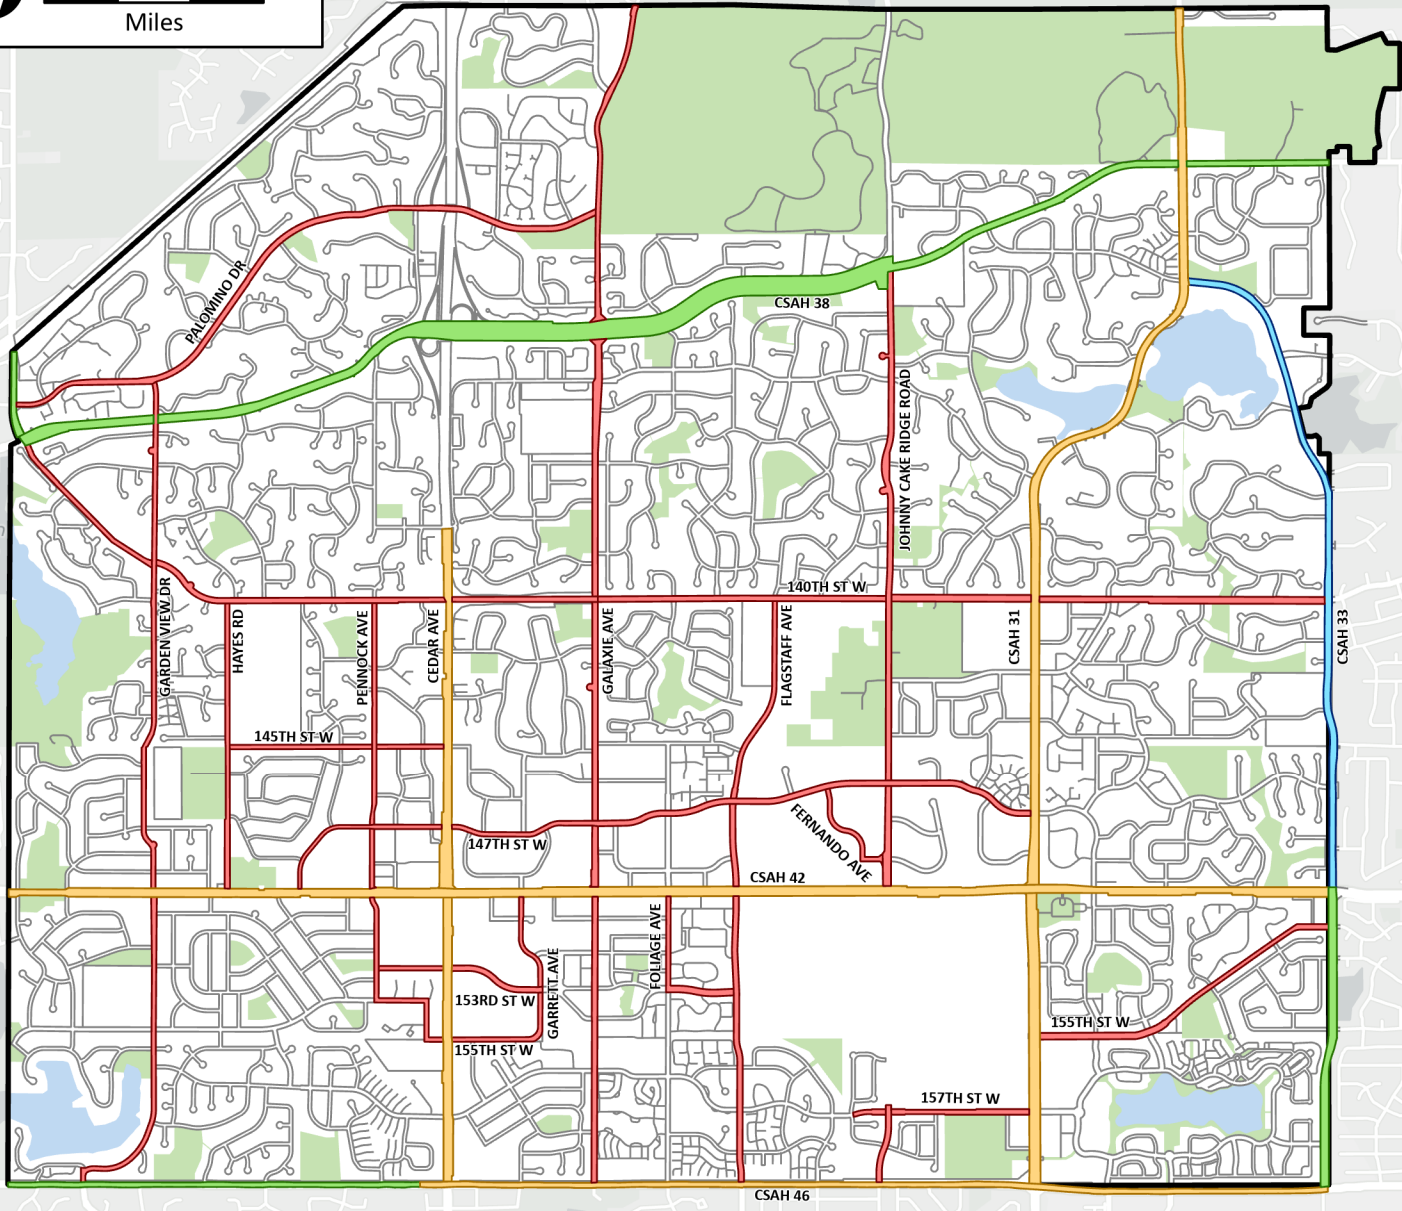 Miles
PALOMINO DR
CSAH 38
JOHNNY CAKE RIDGE ROAD
140TH ST W
GARDEN VIEW DR
HAYES RD
PENNOCK AVE
CEDAR AVE
GALAXIE AVE
FLAGSTAFF AVE
CSAH 31
CSAH 33
145TH ST W
147TH ST W
FERNANDO AVE
CSAH 42
FOLIAGE AVE
GARRETT AVE
153RD ST W
155TH ST W
155TH ST W
157TH ST W
CSAH 46